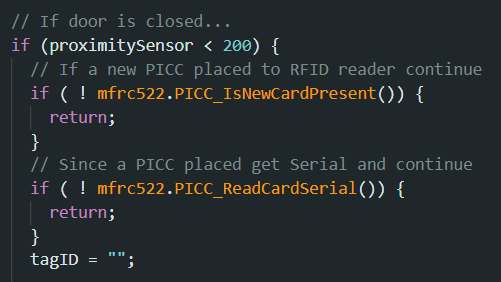 // If door is closed...
if (proximitySensor < 200) {
// If a new PICC placed to RFID reader continue
if ( ! mfrc522.PICC_IsNewCardPresent()) {
return;
}
// Since a PICC placed get Serial and continue
if ( ! mfrc522.PICC_ReadCardSerial()) {
return;
}
tagID = "";